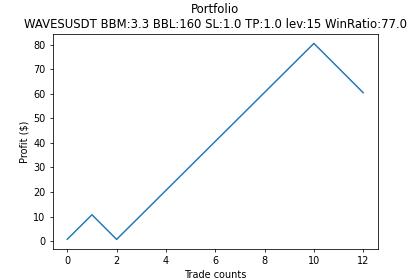 Portfolio
WAVESUSDT BBM:3.3 BBL:160 SL:1.0 TP:1.0 lev:15 WinRatio:77.0
Profit ($)
80
70
60
50
40
30
20
10
0
0 2 4 6 8 10 12
Trade counts